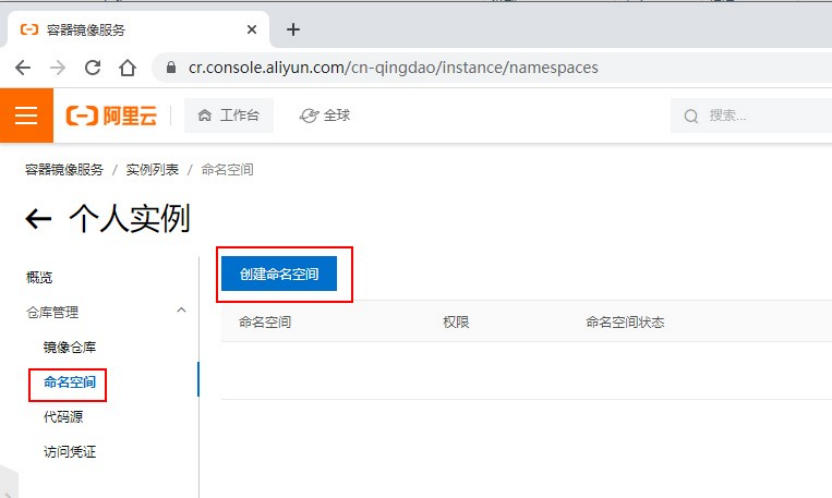 容器镜像服务
cr.console.aliyun.com/cn-qingdao/instance/namespaces
阿里云 工作台 全球 搜索...
容器镜像服务 / 实例列表 / 命名空间
个人实例
概览
仓库管理
镜像仓库
命名空间
代码源
访问凭证
创建命名空间
命名空间 权限 命名空间状态